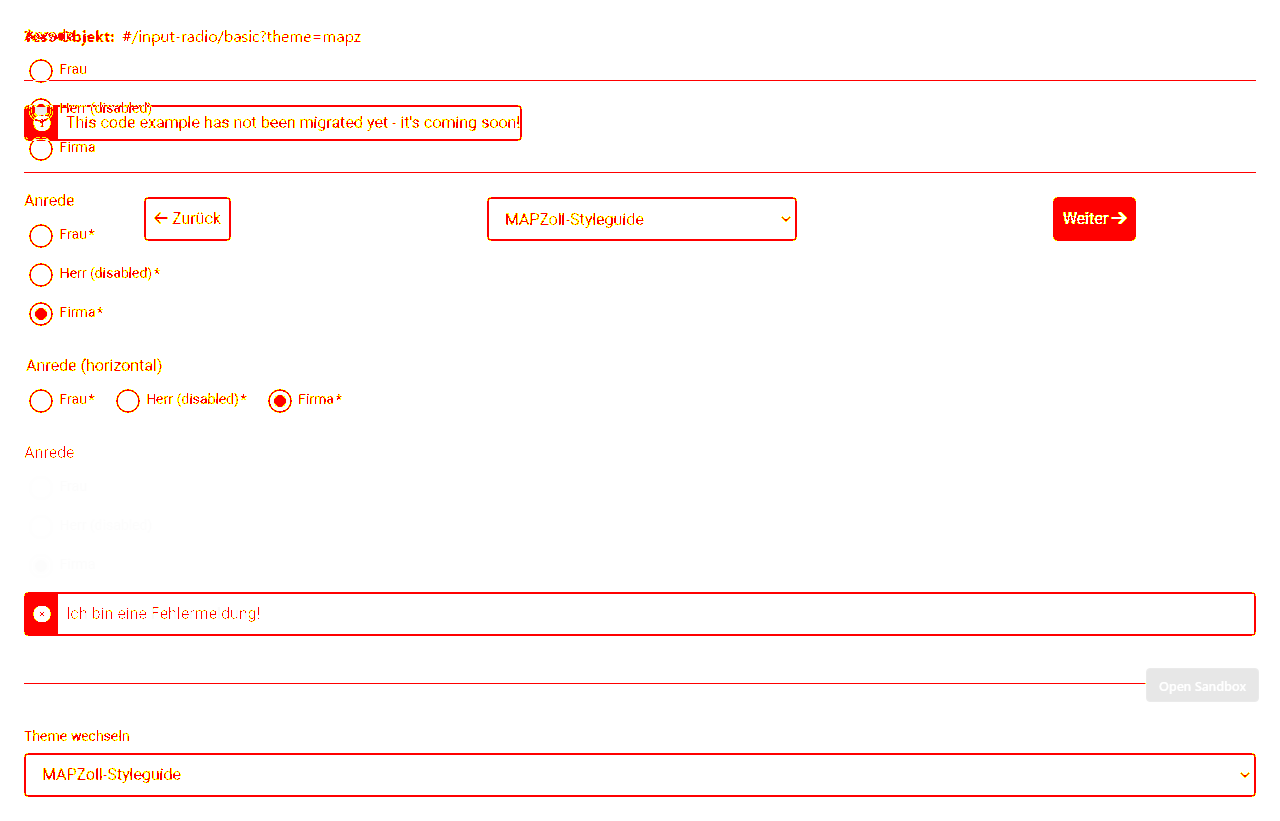 Test-Objekt: #/input-radio/basic?theme=mapz
Frau
Herr (disabled)
This code example has not been migrated yet - it's coming soon!
Firma
Anrede
← Zurück
MAPZoll-Styleguide
Weiter →
Frau*
Herr (disabled)*
Firma*
Anrede (horizontal)
Frau* Herr (disabled)* Firma*
Anrede
Ich bin eine Fehlermeldung!
Open Sandbox
Theme wechseln
MAPZoll-Styleguide